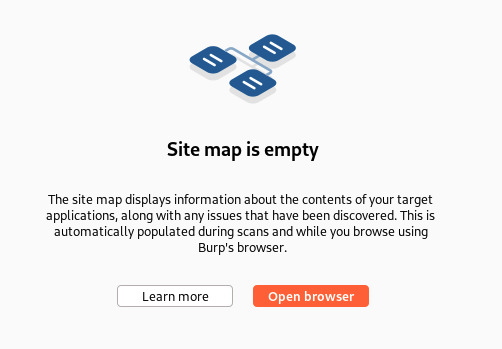 Site map is empty
The site map displays information about the contents of your target
applications, along with any issues that have been discovered. This is
automatically populated during scans and while you browse using
Burp's browser.
Learn more
Open browser